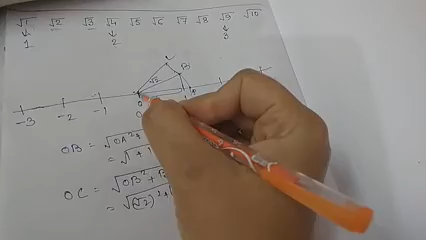 √1 √2 √3 √4 √5 √6 √7 √8 √9 √10
1 2 3
C
√2 B
-3 -2 -1 0
OB = √OA²+
= √1+1
OC = √OB²+B
= √(√2)²+